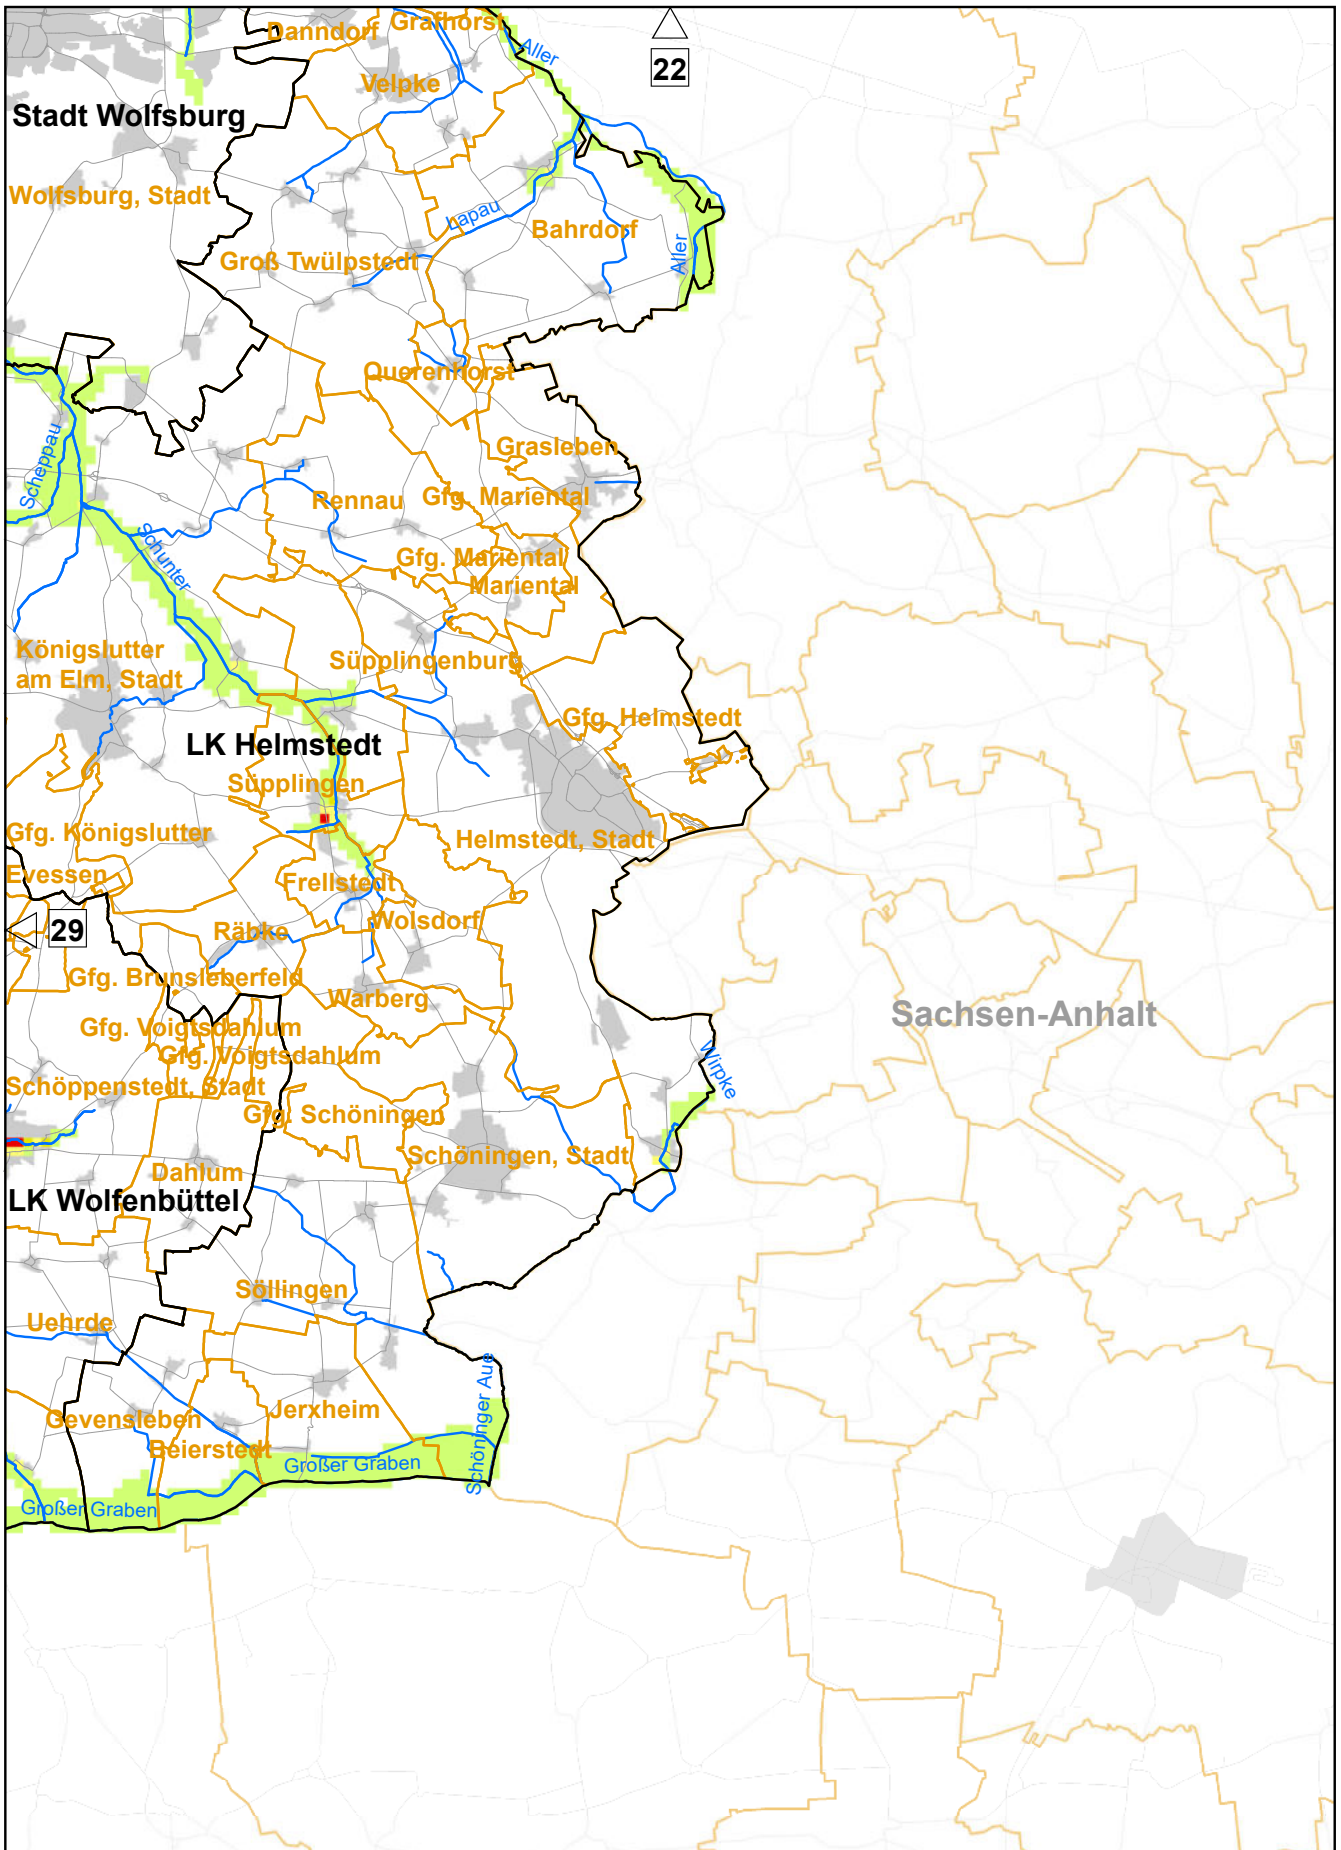 Danndorf
Grafhorst
Aller
22
Velpke
Stadt Wolfsburg
Wolfsburg, Stadt
Lapau
Bahrdorf
Aller
Groß Twülpstedt
Querenhorst
Grasleben
Scheppau
Rennau
Gfg. Mariental
Schunter
Gfg. Mariental
Mariental
Königslutter
am Elm, Stadt
Süpplingenburg
Gfg. Helmstedt
LK Helmstedt
Süpplingen
Gfg. Königslutter
Helmstedt, Stadt
Evessen
Frellstedt
29
Räbke
Wolsdorf
Gfg. Brunsleberfeld
Warberg
Sachsen-Anhalt
Gfg. Voigtsdahlum
Gfg. Voigtsdahlum
Wirpke
Schöppenstedt, Stadt
Gfg. Schöningen
Schöningen, Stadt
Dahlum
LK Wolfenbüttel
Söllingen
Uehrde
Schöninger Aue
Gevensleben
Jerxheim
Beierstedt
Großer Graben
Großer Graben